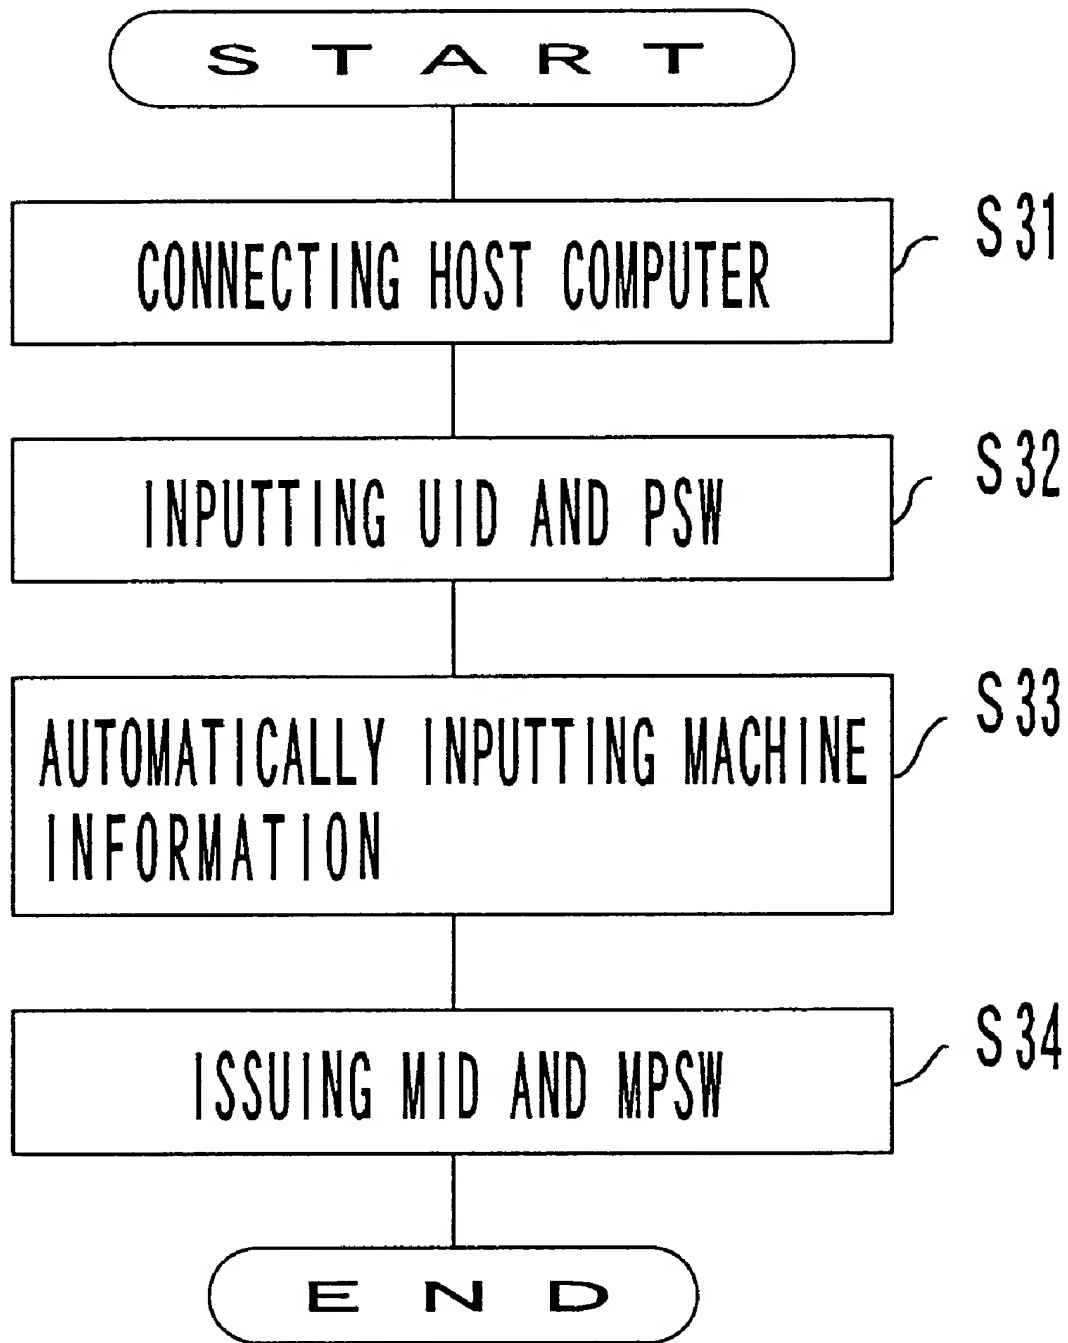 START
CONNECTING HOST COMPUTER
S31
INPUTTING UID AND PSW
S32
AUTOMATICALLY INPUTTING MACHINE
INFORMATION
S33
ISSUING MID AND MPSW
S34
END